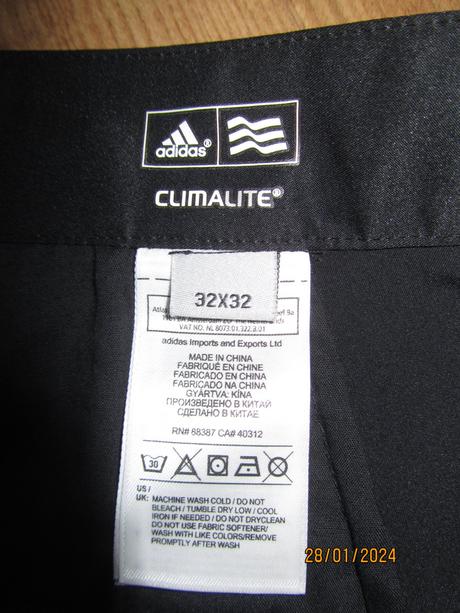 adidas®
CLIMALITE®
32X32
VAT NO. NL 8073.01.322.B.01
adidas Imports and Exports Ltd
MADE IN CHINA
FABRIQUÉ EN CHINE
FABRICADO EN CHINA
FABRICADO NA CHINA
GYÁRTVA: KÍNA
ПРОИЗВЕДЕНО В КИТАЙ
СДЕЛАНО В КИТАЕ
RN# 88387 CA# 40312
30
US /
UK: MACHINE WASH COLD / DO NOT
BLEACH / TUMBLE DRY LOW / COOL
IRON IF NEEDED / DO NOT DRYCLEAN
DO NOT USE FABRIC SOFTENER/
WASH WITH LIKE COLORS/REMOVE
PROMPTLY AFTER WASH
28/01/2024